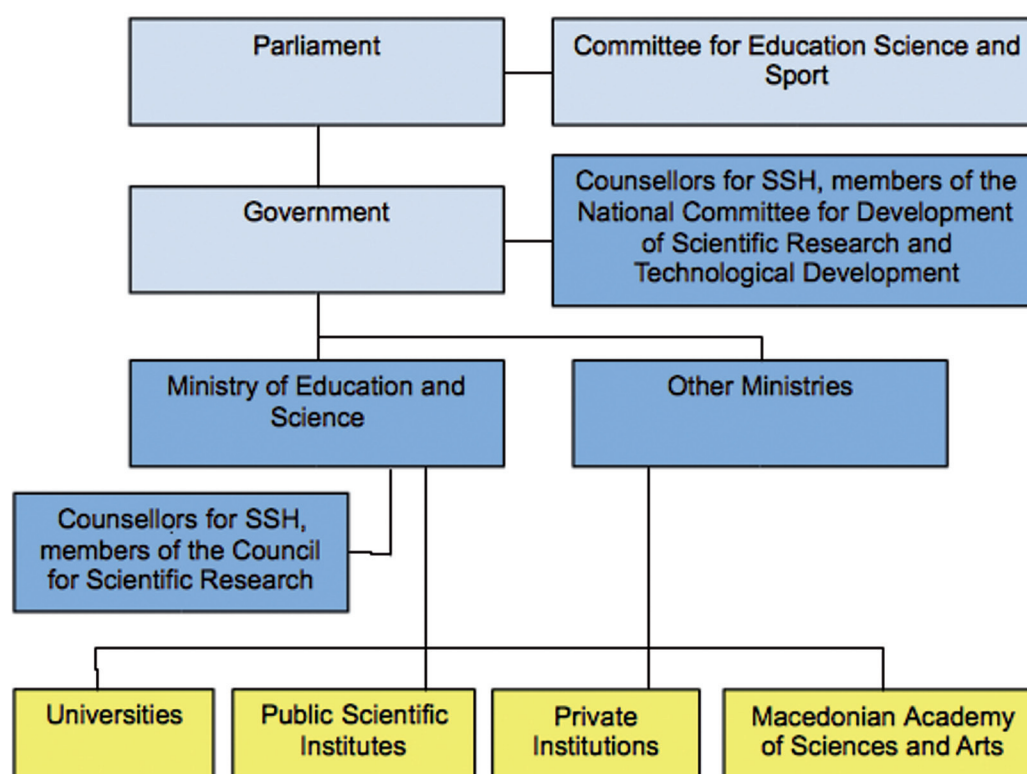 Parliament
Committee for Education Science and
Sport
Government
Counsellors for SSH, members of the
National Committee for Development
of Scientific Research and
Technological Development
Ministry of Education and
Science
Other Ministries
Counsellors for SSH,
members of the Council
for Scientific Research
Universities
Public Scientific
Institutes
Private
Institutions
Macedonian Academy
of Sciences and Arts